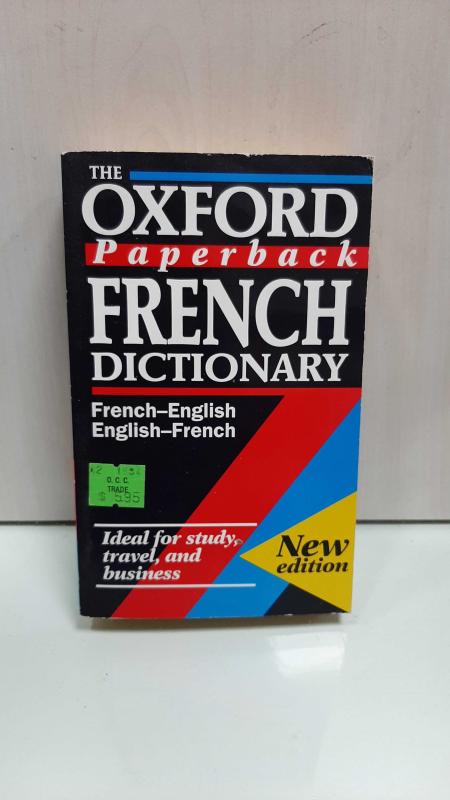 THE
OXFORD
Paperback
FRENCH
DICTIONARY
French–English
English–French
O. C. C.
TRADE
$ 5.95
Ideal for study,
travel, and
business
New
edition